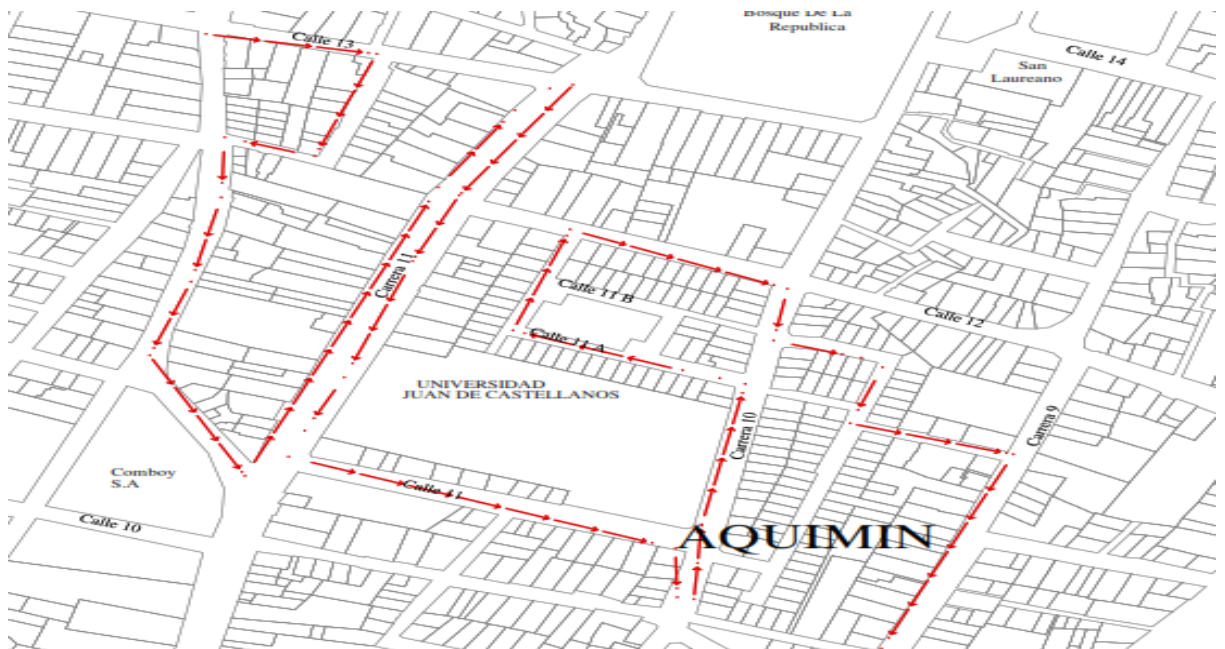 Bosque De La
Republica
Calle 13
Calle 14
San
Laureano
Carrera 11
Calle 11 B
Calle 12
Calle 11 A
UNIVERSIDAD
JUAN DE CASTELLANOS
Carrera 10
Carrera 9
Comboy
S.A
Calle 11
Calle 10
AQUIMIN